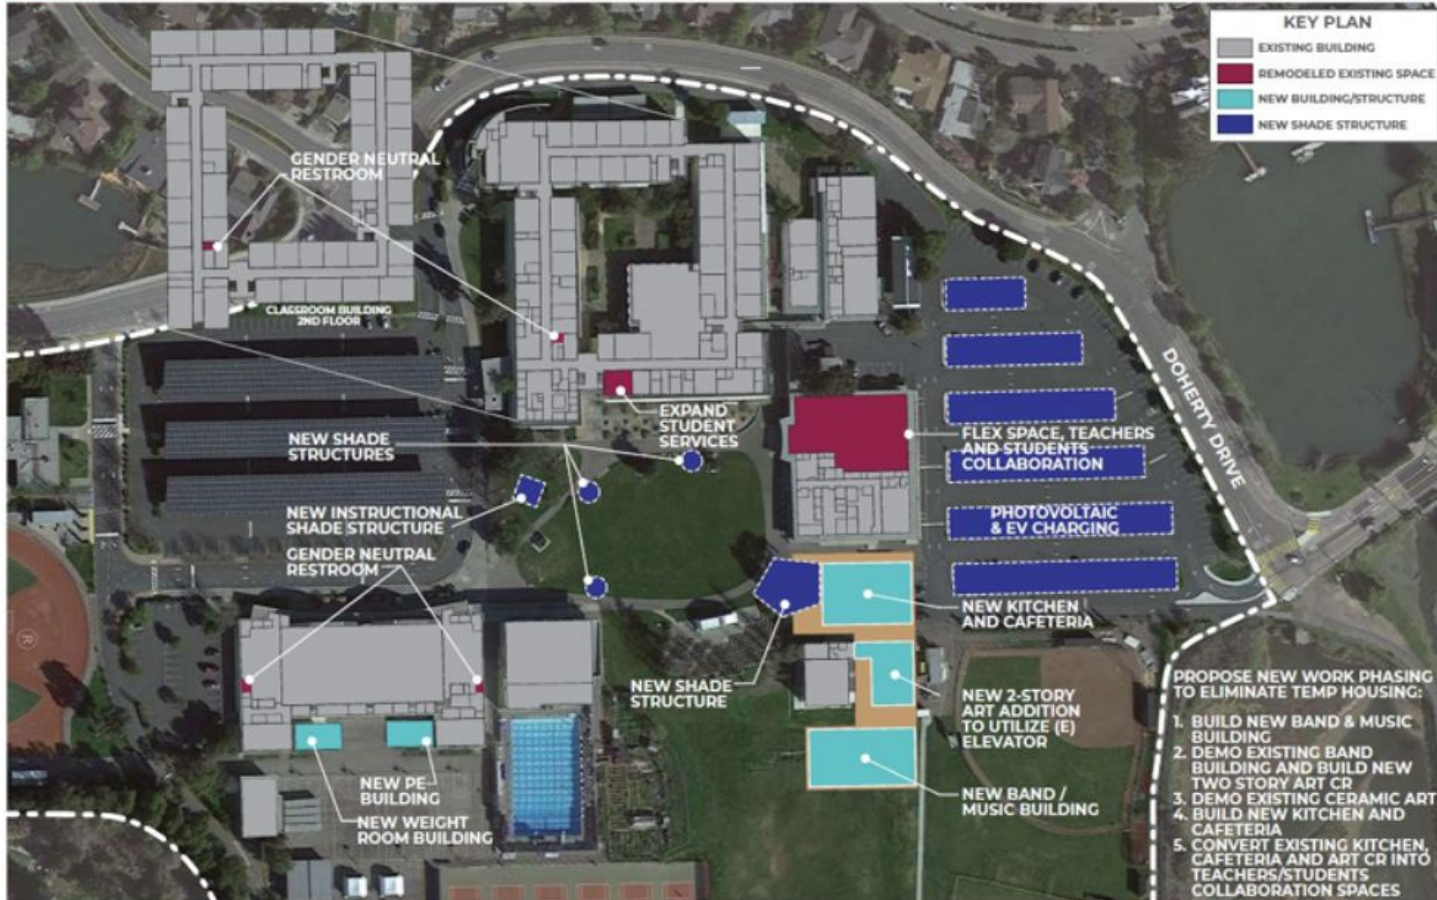 KEY PLAN
EXISTING BUILDING
REMODELED EXISTING SPACE
NEW BUILDING/STRUCTURE
NEW SHADE STRUCTURE
GENDER NEUTRAL
RESTROOM
CLASSROOM BUILDING
2ND FLOOR
EXPAND
STUDENT
SERVICES
NEW SHADE
STRUCTURES
FLEX SPACE, TEACHERS
AND STUDENTS
COLLABORATION
DOHERTY DRIVE
NEW INSTRUCTIONAL
SHADE STRUCTURE
PHOTOVOLTAIC
& EV CHARGING
GENDER NEUTRAL
RESTROOM
NEW KITCHEN
AND CAFETERIA
NEW SHADE
STRUCTURE
NEW 2-STORY
ART ADDITION
TO UTILIZE (E)
ELEVATOR
NEW PE
BUILDING
NEW WEIGHT
ROOM BUILDING
NEW BAND /
MUSIC BUILDING
R
PROPOSE NEW WORK PHASING
TO ELIMINATE TEMP HOUSING:
1. BUILD NEW BAND & MUSIC
BUILDING
2. DEMO EXISTING BAND
BUILDING AND BUILD NEW
TWO STORY ART CR
3. DEMO EXISTING CERAMIC ART
4. BUILD NEW KITCHEN AND
CAFETERIA
5. CONVERT EXISTING KITCHEN,
CAFETERIA AND ART CR INTO
TEACHERS/STUDENTS
COLLABORATION SPACES